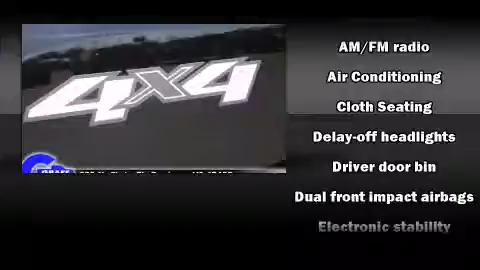 4x4
GRAFF
AM/FM radio
Air Conditioning
Cloth Seating
Delay-off headlights
Driver door bin
Dual front impact airbags
Electronic stability